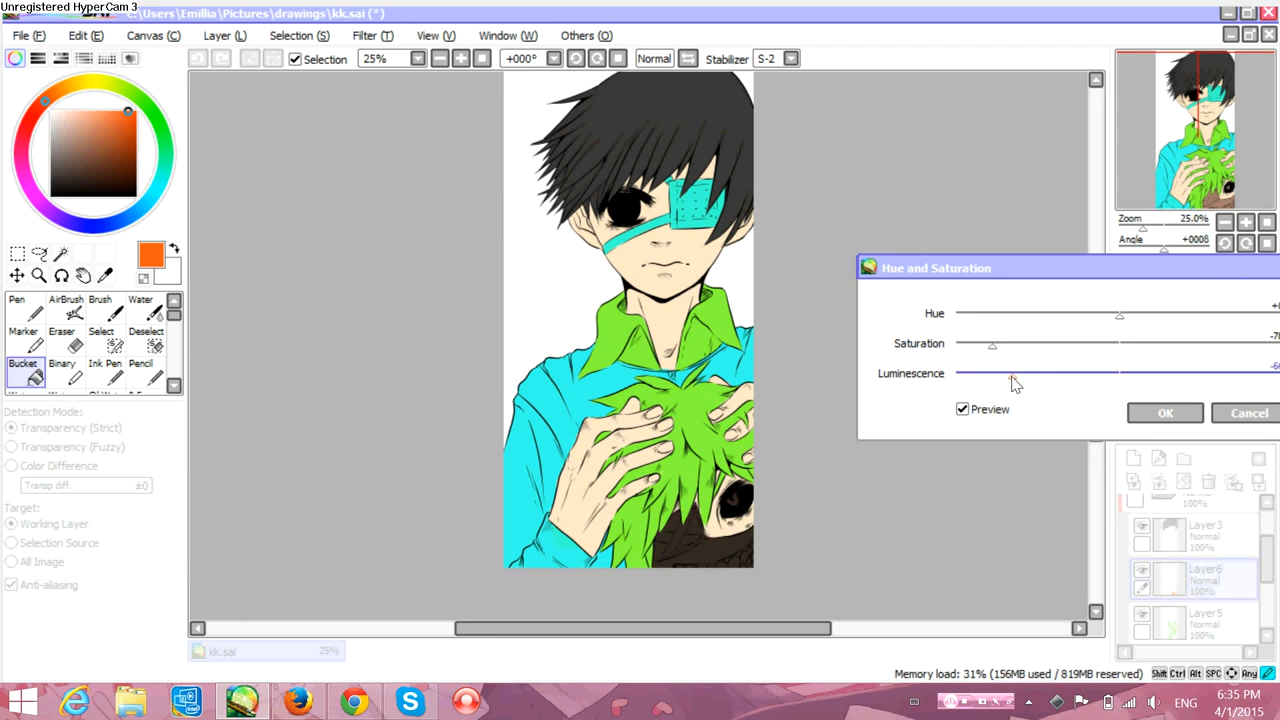 Unregistered HyperCam 3
C:\Users\Emillia\Pictures\drawings\kk.sai (*)
File (F) Edit (E) Canvas (C) Layer (L) Selection (S) Filter (T) View (V) Window (W) Others (O)
Selection 25% +000° Normal Stabilizer S-2
Zoom 25.0%
Angle +000θ
Hue and Saturation
Hue
Saturation
Luminescence
Preview OK Cancel
Pen AirBrush Brush Water
Marker Eraser Select Deselect
Bucket Binary Ink Pen Pencil
Detection Mode:
Transparency (Strict)
Transparency (Fuzzy)
Color Difference
Transp diff. ±0
Target:
Working Layer
Selection Source
All Image
Anti-aliasing
100%
Layer3
Normal
100%
Layer6
Normal
100%
Layer5
Normal
100%
kk.sai 25%
Memory load: 31% (156MB used / 819MB reserved) Shift Ctrl Alt SPC Any
ENG
6:35 PM
4/1/2015